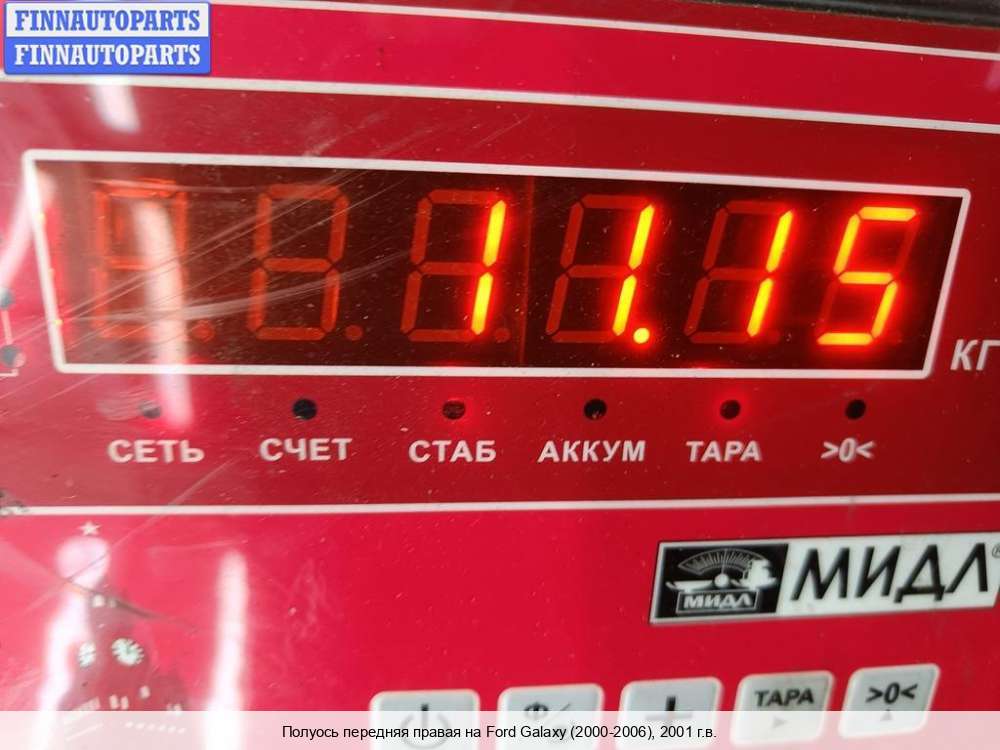 FINNAUTOPARTS
FINNAUTOPARTS
11.15
КГ
СЕТЬ СЧЕТ СТАБ АККУМ ТАРА >0<
МИДЛ МИДЛ
+ ТАРА >0<
Полуось передняя правая на Ford Galaxy (2000-2006), 2001 г.в.